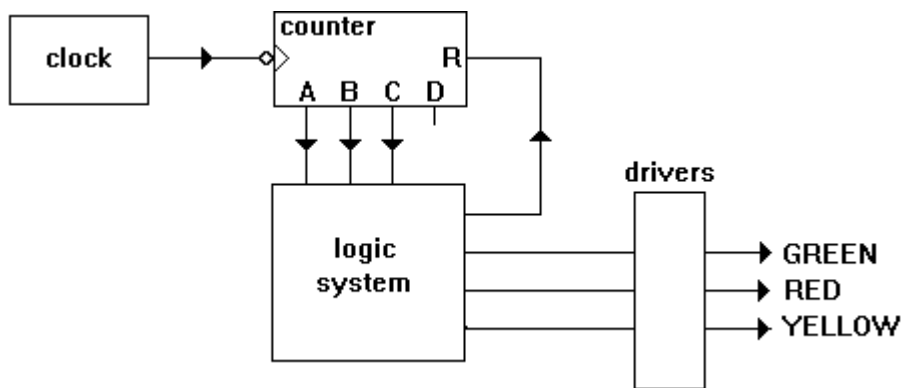 counter
clock
R
A B C D
drivers
logic
system
GREEN
RED
YELLOW